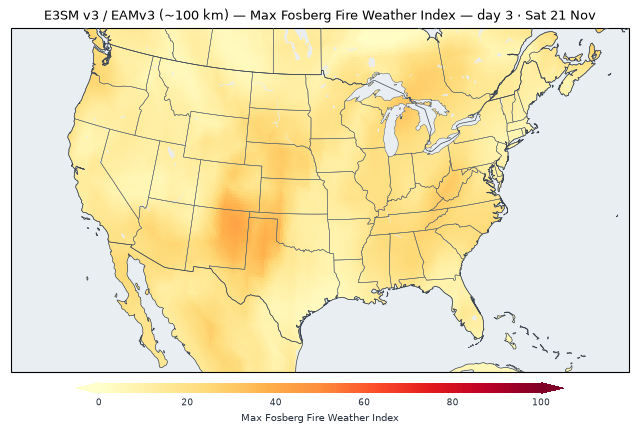 E3SM v3 / EAMv3 (~100 km) — Max Fosberg Fire Weather Index — day 3 · Sat 21 Nov
0 20 40 60 80 100
Max Fosberg Fire Weather Index